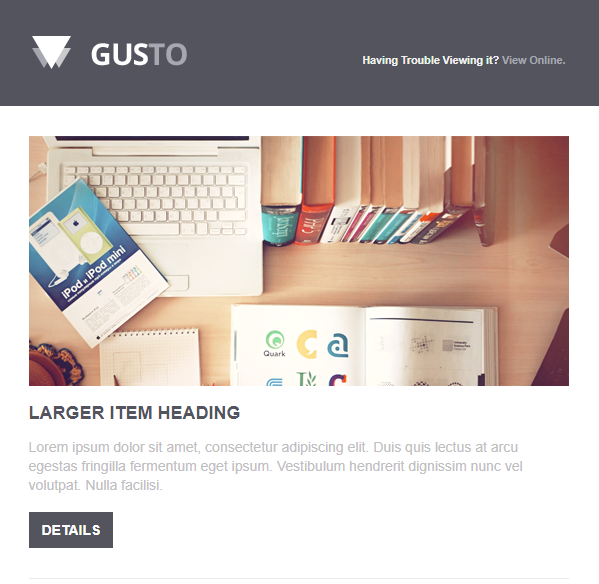 GUSTO
Having Trouble Viewing it? View Online.
iPod и iPod mini
Quark
LARGER ITEM HEADING
Lorem ipsum dolor sit amet, consectetur adipiscing elit. Duis quis lectus at arcu
egestas fringilla fermentum eget ipsum. Vestibulum hendrerit dignissim nunc vel
volutpat. Nulla facilisi.
DETAILS